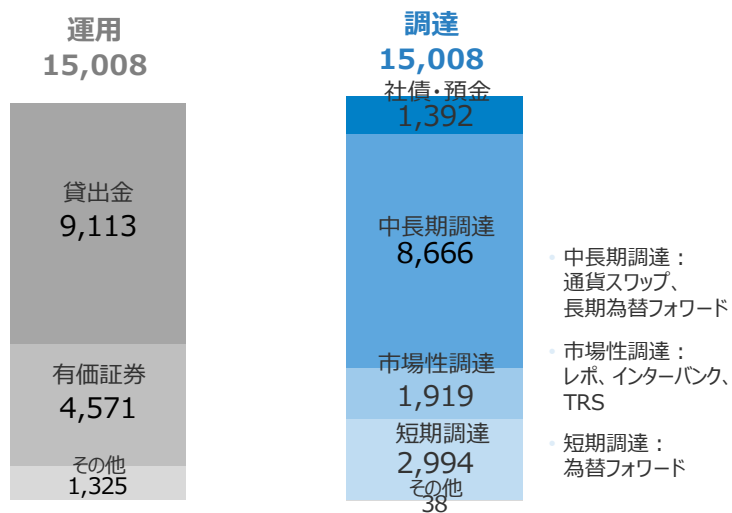 運用
15,008
貸出金
9,113
有価証券
4,571
その他
1,325
調達
15,008
社債・預金
1,392
中長期調達
8,666
市場性調達
1,919
短期調達
2,994
その他
38
• 中長期調達：
通貨スワップ、
長期為替フォワード
• 市場性調達：
レポ、インターバンク、
TRS
• 短期調達：
為替フォワード